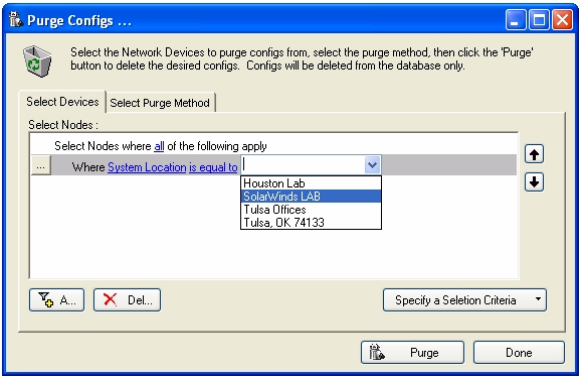 Purge Configs ...
Select the Network Devices to purge configs from, select the purge method, then click the 'Purge'
button to delete the desired configs. Configs will be deleted from the database only.
Select Devices
Select Purge Method
Select Nodes :
Select Nodes where all of the following apply
... Where System Location is equal to
Houston Lab
SolarWinds LAB
Tulsa Offices
Tulsa, OK 74133
A...
Del...
Specify a Seletion Criteria
Purge
Done